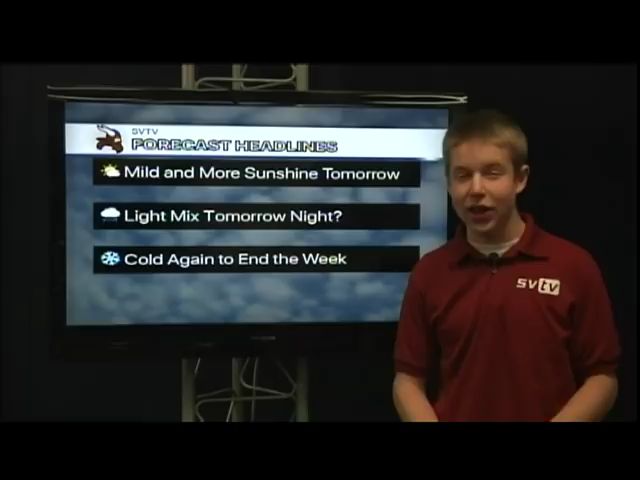 SVTV
FORECAST HEADLINES
Mild and More Sunshine Tomorrow
Light Mix Tomorrow Night?
Cold Again to End the Week
SVtv